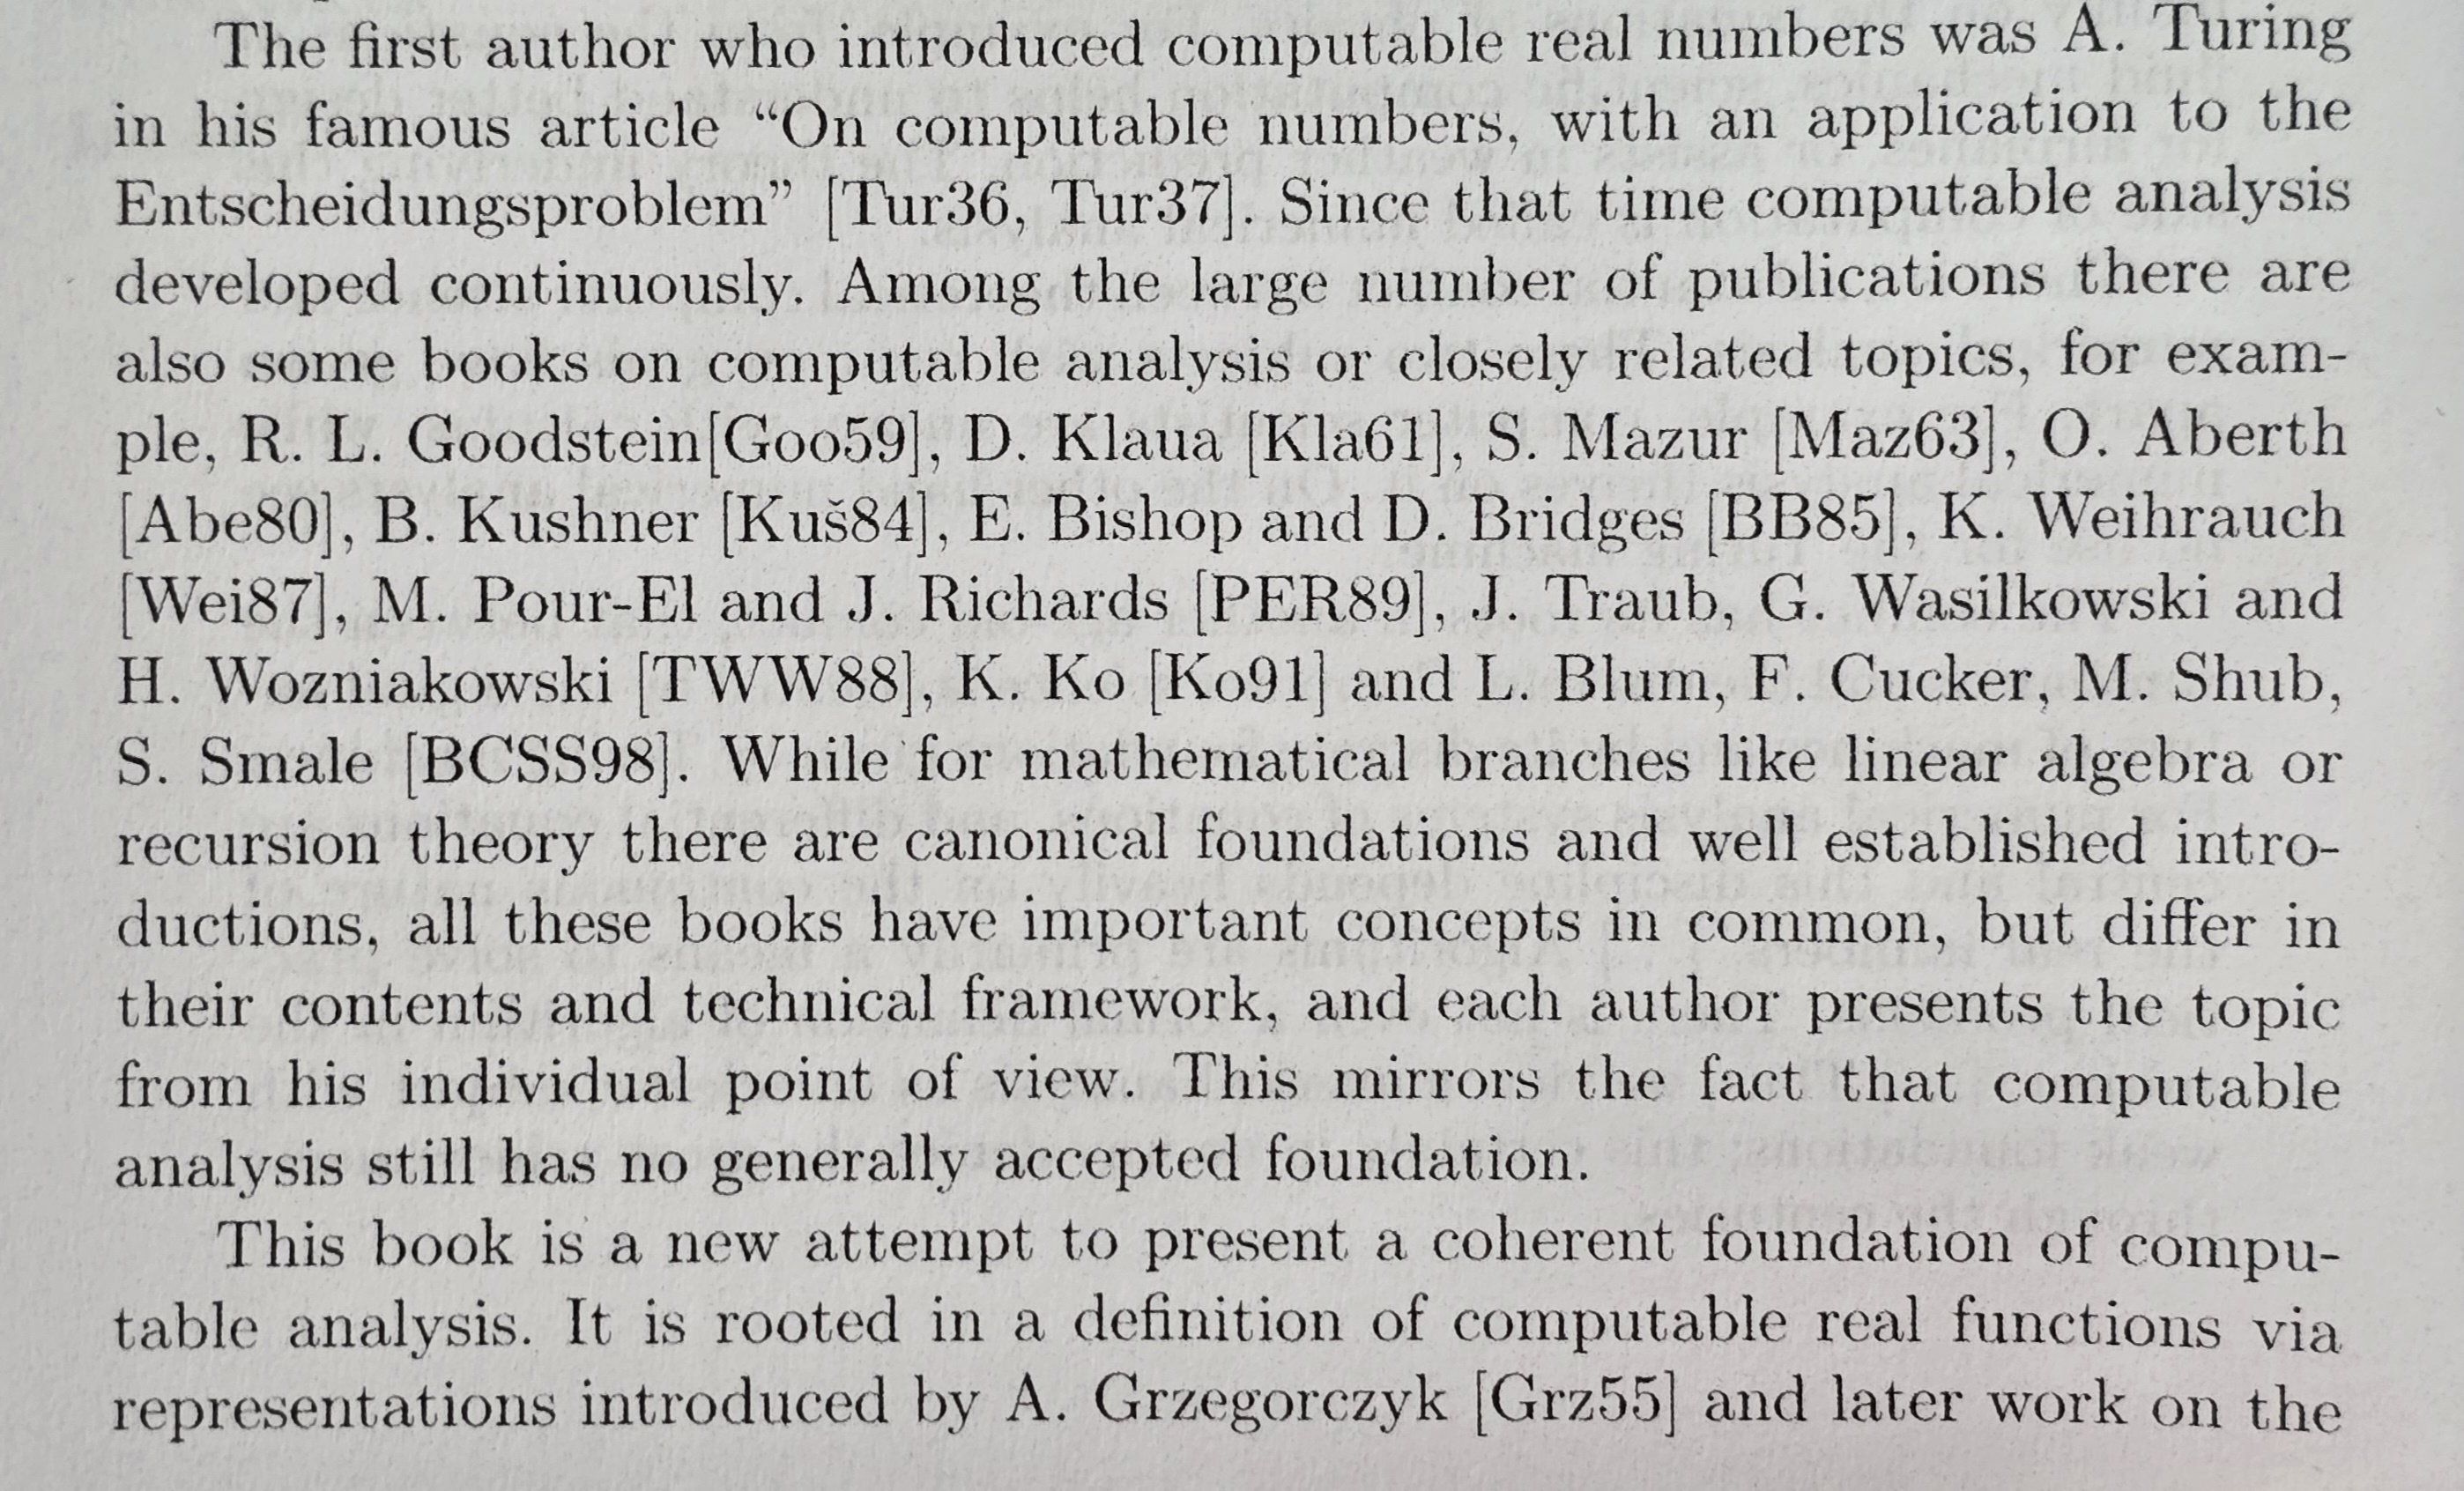 The first author who introduced computable real numbers was A. Turing
in his famous article “On computable numbers, with an application to the
Entscheidungsproblem” [Tur36, Tur37]. Since that time computable analysis
developed continuously. Among the large number of publications there are
also some books on computable analysis or closely related topics, for exam-
ple, R. L. Goodstein[Goo59], D. Klaua [Kla61], S. Mazur [Maz63], O. Aberth
[Abe80], B. Kushner [Kuš84], E. Bishop and D. Bridges [BB85], K. Weihrauch
[Wei87], M. Pour-El and J. Richards [PER89], J. Traub, G. Wasilkowski and
H. Wozniakowski [TWW88], K. Ko [Ko91] and L. Blum, F. Cucker, M. Shub,
S. Smale [BCSS98]. While for mathematical branches like linear algebra or
recursion theory there are canonical foundations and well established intro-
ductions, all these books have important concepts in common, but differ in
their contents and technical framework, and each author presents the topic
from his individual point of view. This mirrors the fact that computable
analysis still has no generally accepted foundation.
This book is a new attempt to present a coherent foundation of compu-
table analysis. It is rooted in a definition of computable real functions via
representations introduced by A. Grzegorczyk [Grz55] and later work on the